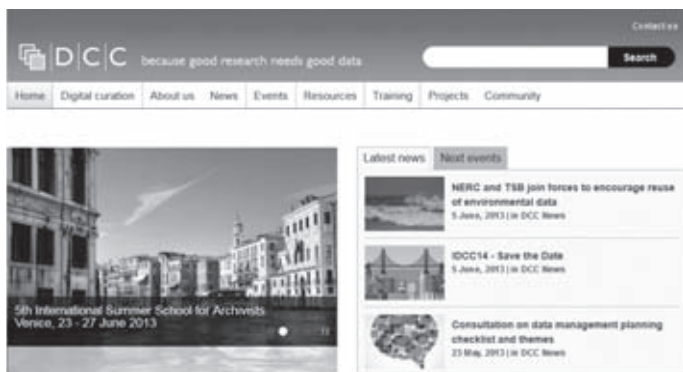 Contact us
D|C|C because good research needs good data
Search
Home Digital curation About us News Events Resources Training Projects Community
Latest news Next events
NERC and TSB join forces to encourage reuse
of environmental data
5 June, 2013 | in DCC News
IDCC14 - Save the Date
5 June, 2013 | in DCC News
Consultation on data management planning
checklist and themes
23 May, 2013 | in DCC News
5th International Summer School for Archivists
Venice, 23 - 27 June 2013